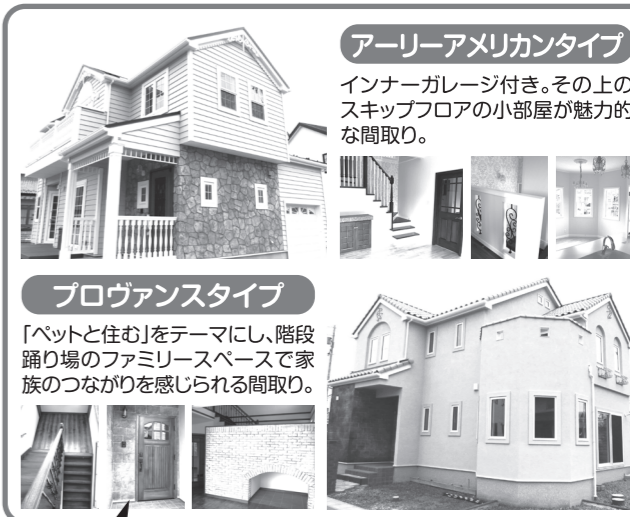 アーリーアメリカンタイプ
インナーガレージ付き。その上の
スキップフロアの小部屋が魅力的
な間取り。
プロヴァンスタイプ
「ペットと住む」をテーマにし、階段
踊り場のファミリースペースで家
族のつながりを感じられる間取り。